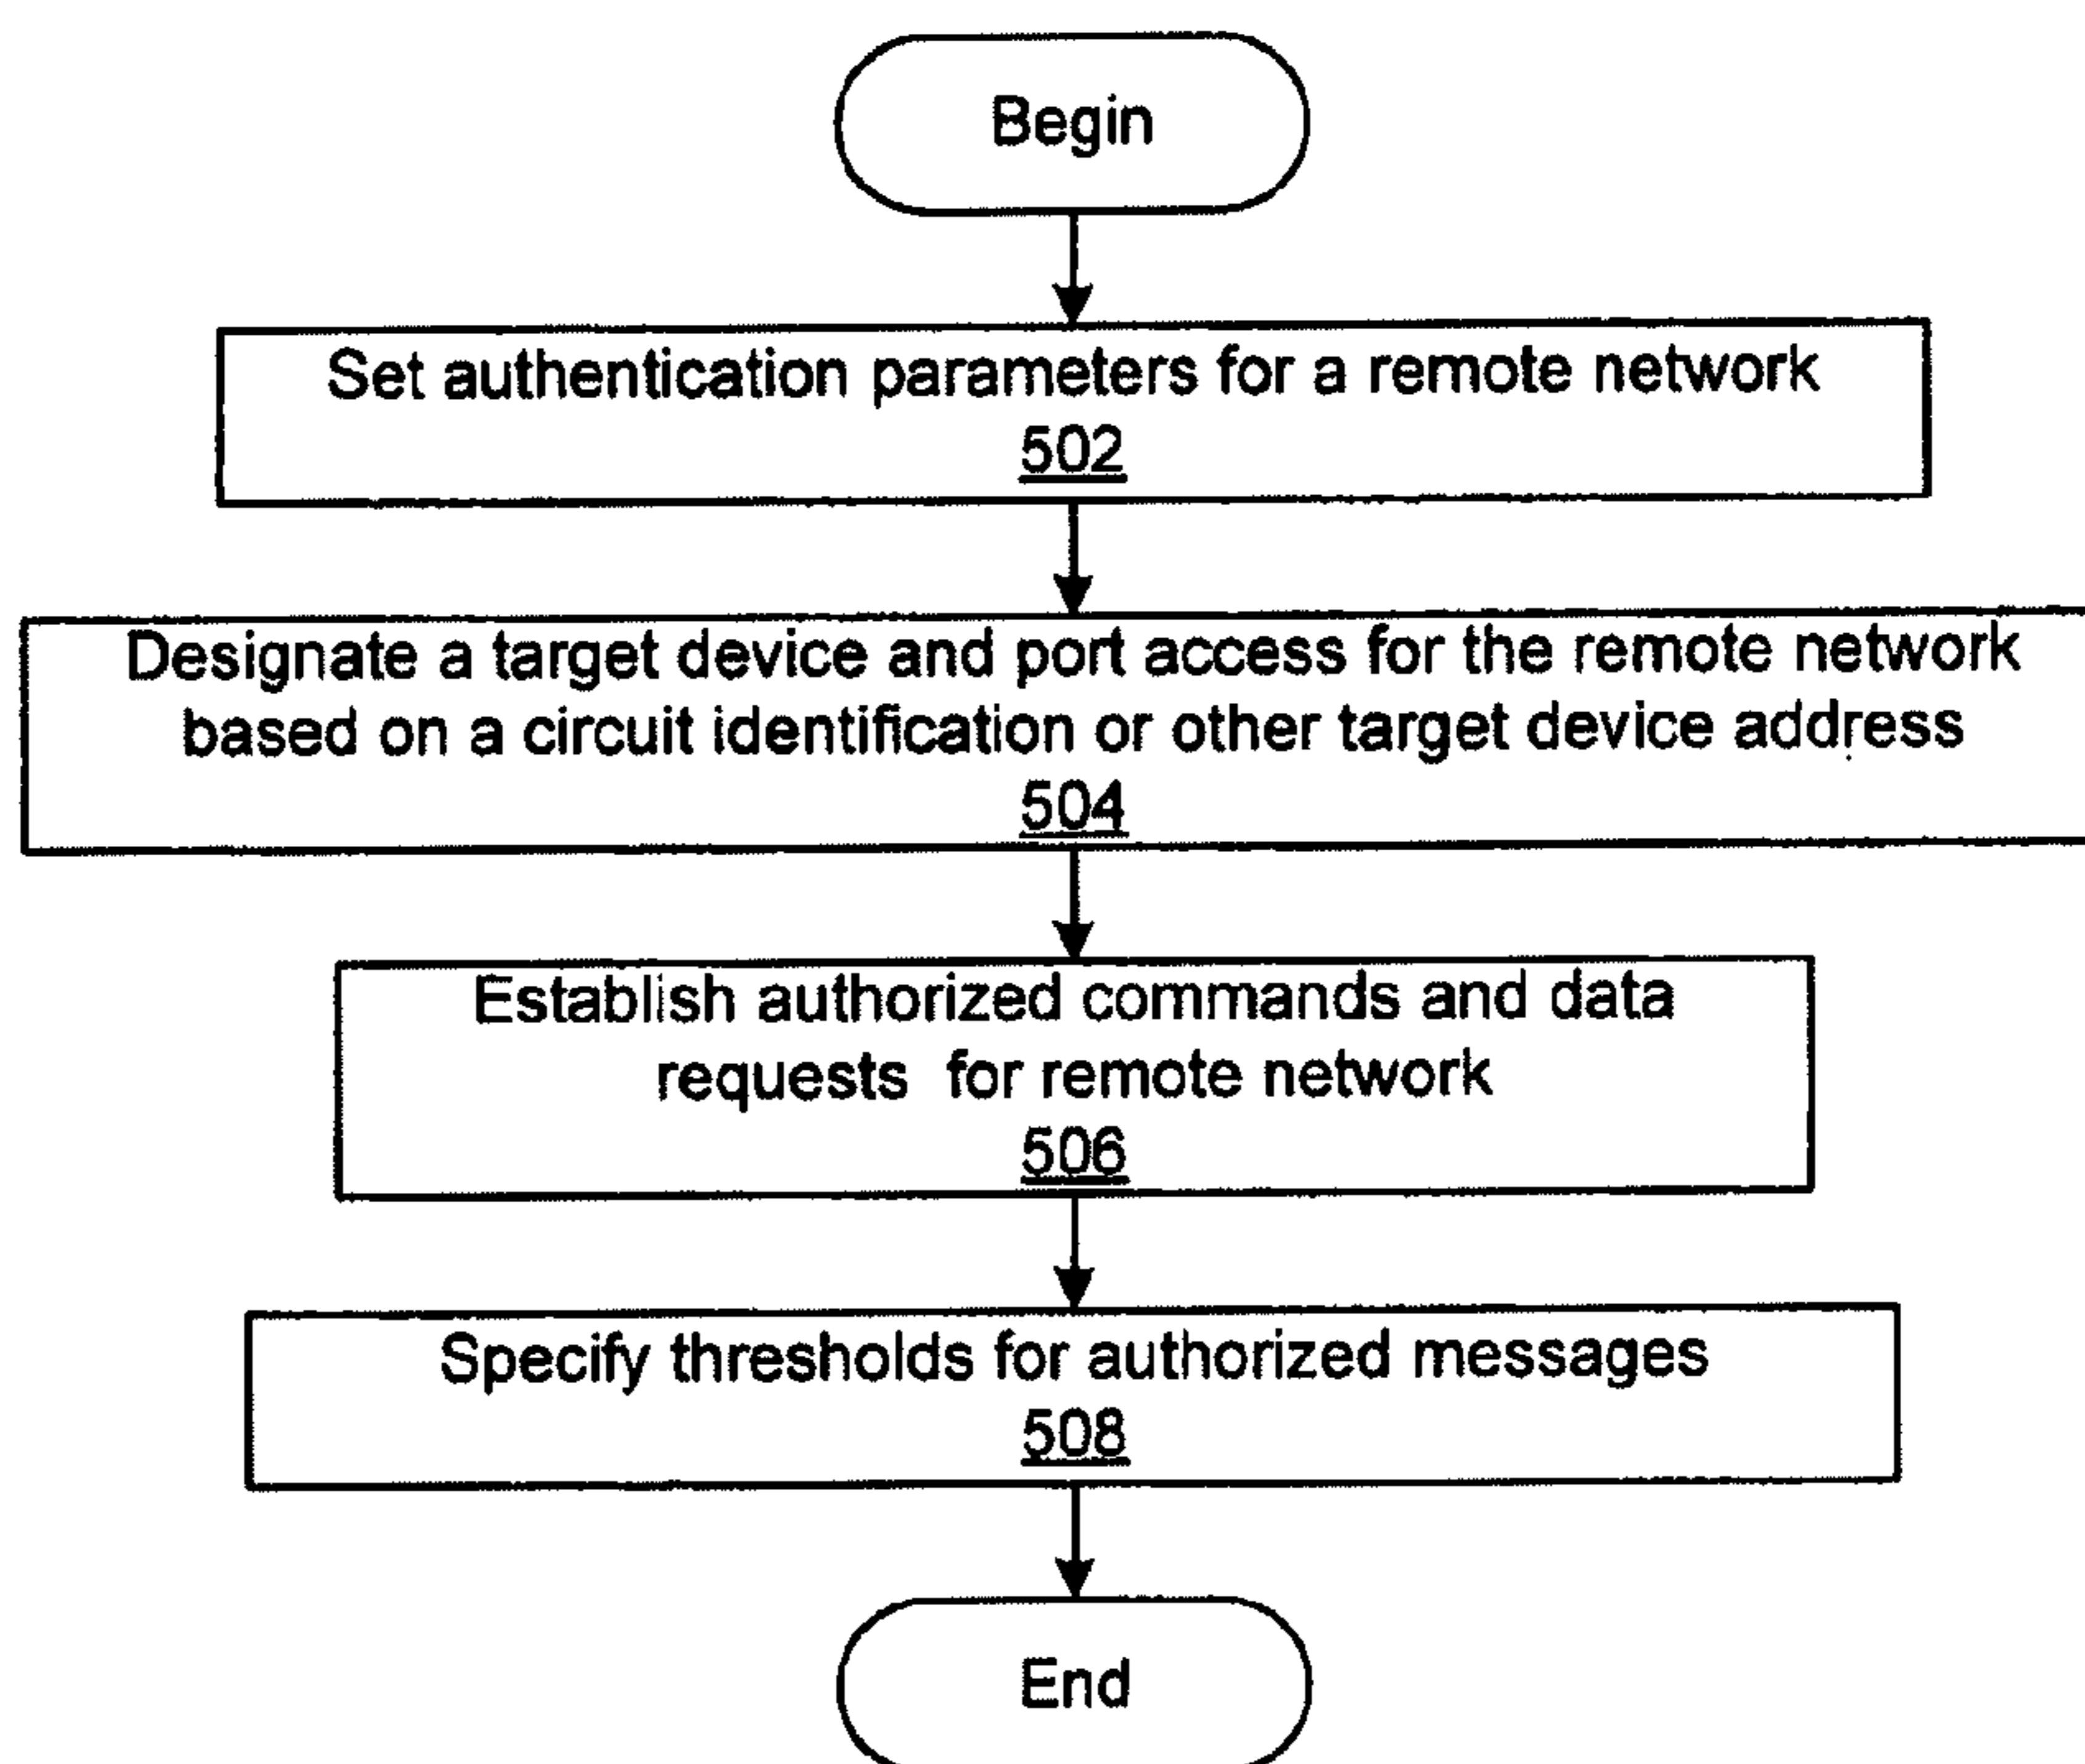 Begin
Set authentication parameters for a remote network
502
Designate a target device and port access for the remote network
based on a circuit identification or other target device address
504
Establish authorized commands and data
requests for remote network
506
Specify thresholds for authorized messages
508
End